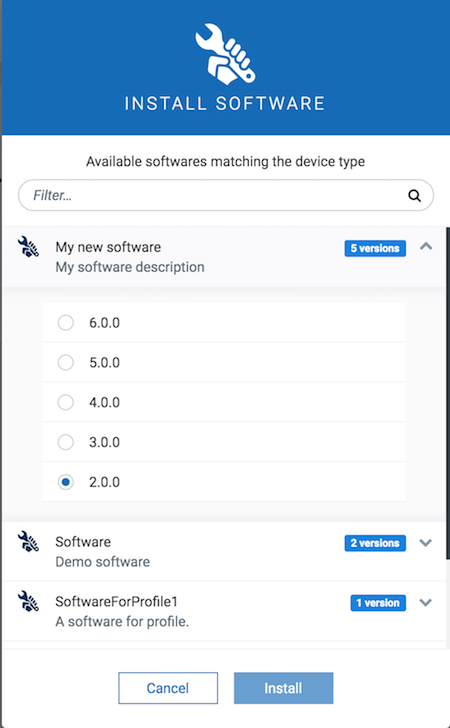 INSTALL SOFTWARE
Available softwares matching the device type
Filter...
My new software
5 versions
My software description
6.0.0
5.0.0
4.0.0
3.0.0
2.0.0
Software
2 versions
Demo software
SoftwareForProfile1
1 version
A software for profile.
Cancel
Install